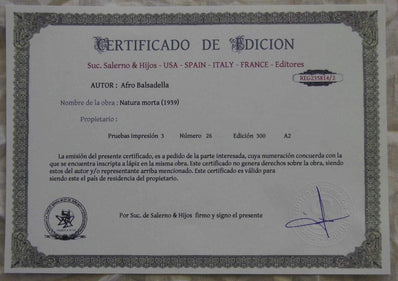 CERTIFICADO DE EDICION
Suc. Salerno & Hijos - USA - SPAIN - ITALY - FRANCE - Editores
REG235814/2
AUTOR : Afro Balsadella
Nombre de la obra : Natura morta (1959)
Propietario :
Pruebas impresión 3 Número 26 Edición 300 A2
La emisión del presente certificado, es a pedido de la parte interesada, cuya numeración concuerda con la
que se encuentra inscripta a lápiz en la misma obra. Este certificado no genera derechos sobre la obra, siendo
estos del autor y/o representante arriba mencionado. Este certificado es válido para
siendo este el país de residencia del propietario.
Por Suc. de Salerno & Hijos firmo y signo el presente